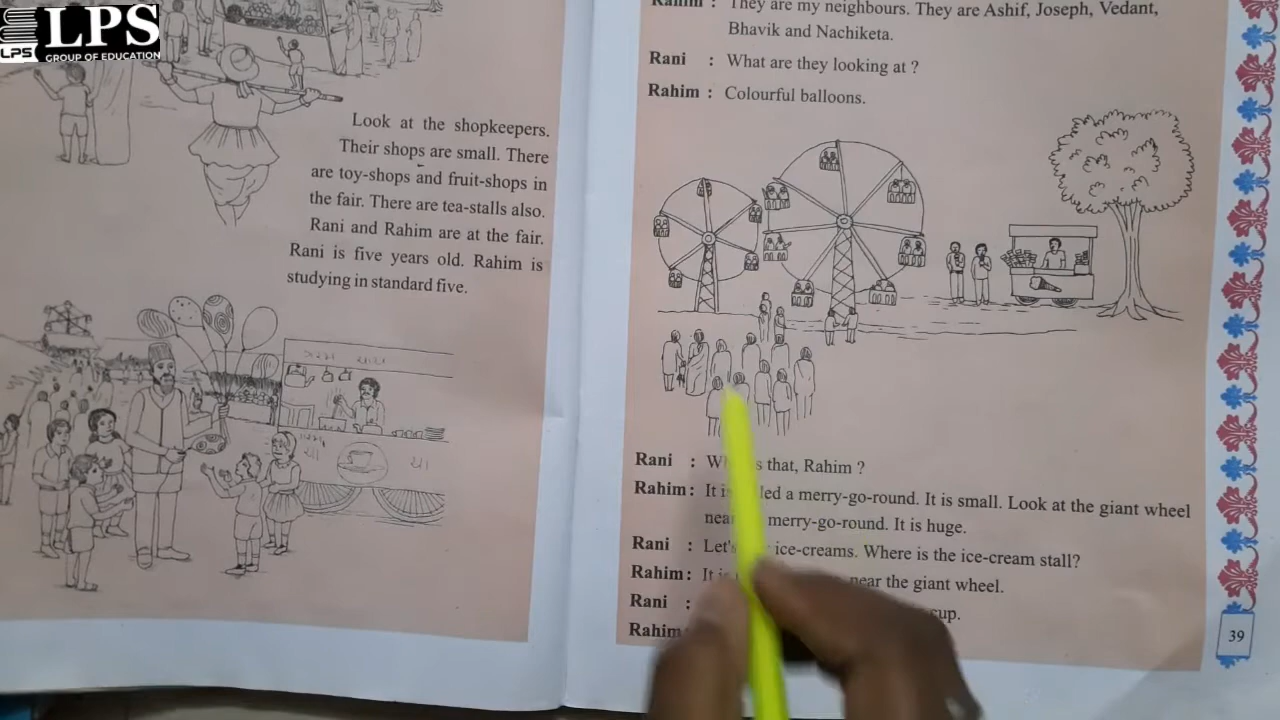 LPS
LPS
GROUP OF EDUCATION
Look at the shopkeepers.
Their shops are small. There
are toy-shops and fruit-shops in
the fair. There are tea-stalls also.
Rani and Rahim are at the fair.
Rani is five years old. Rahim is
studying in standard five.
Rahim : They are my neighbours. They are Ashif, Joseph, Vedant,
Bhavik and Nachiketa.
Rani : What are they looking at ?
Rahim : Colourful balloons.
Rani : that, Rahim ?
Rahim : It a merry-go-round. It is small. Look at the giant wheel
merry-go-round. It is huge.
Rani : ice-creams. Where is the ice-cream stall?
Rahim : It near the giant wheel.
Rani : cup.
Rahim
39